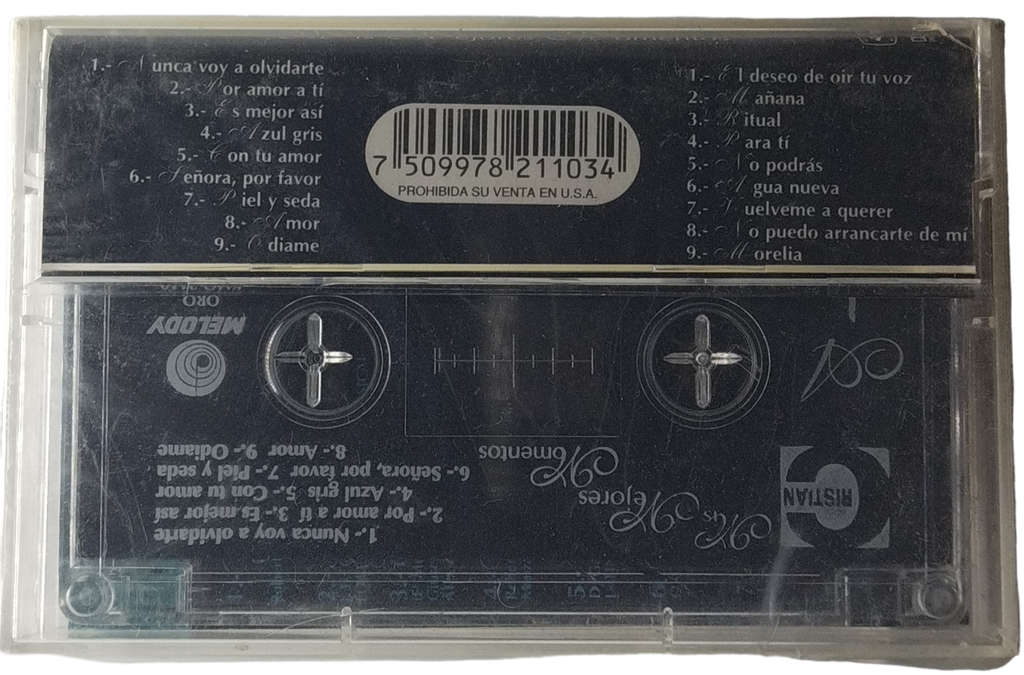 1.- Nunca voy a olvidarte
2.- Por amor a tí
3.- Es mejor así
4.- Azul gris
5.- Con tu amor
6.- Señora, por favor
7.- Piel y seda
8.- Amor
9.- Odiame
7 509978 211034
PROHIBIDA SU VENTA EN U.S.A.
1.- El deseo de oir tu voz
2.- Mañana
3.- Ritual
4.- Para tí
5.- No podrás
6.- Agua nueva
7.- Vuelveme a querer
8.- No puedo arrancarte de mí
9.- Morelia
CRISTIAN
Mis Mejores
Momentos
1.- Nunca voy a olvidarte
2.- Por amor a tí 3.- Es mejor así
4.- Azul gris 5.- Con tu amor
6.- Señora, por favor 7.- Piel y seda
8.- Amor 9.- Odiame
A
MELODY
ORO